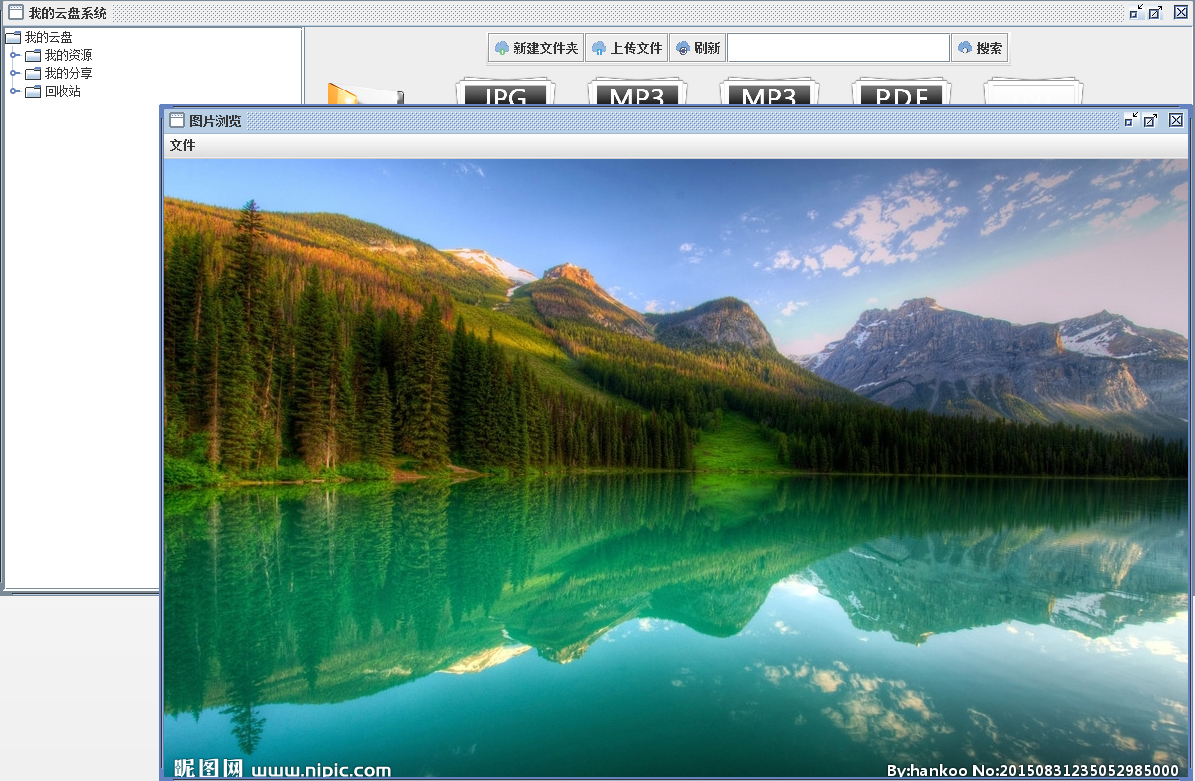 我的云盘系统
我的云盘
我的资源
我的分享
回收站
新建文件夹 上传文件 刷新 搜索
JPG MP3 MP3 PDF
图片浏览
文件
昵图网 www.nipic.com
By:hankoo No:20150831235052985000